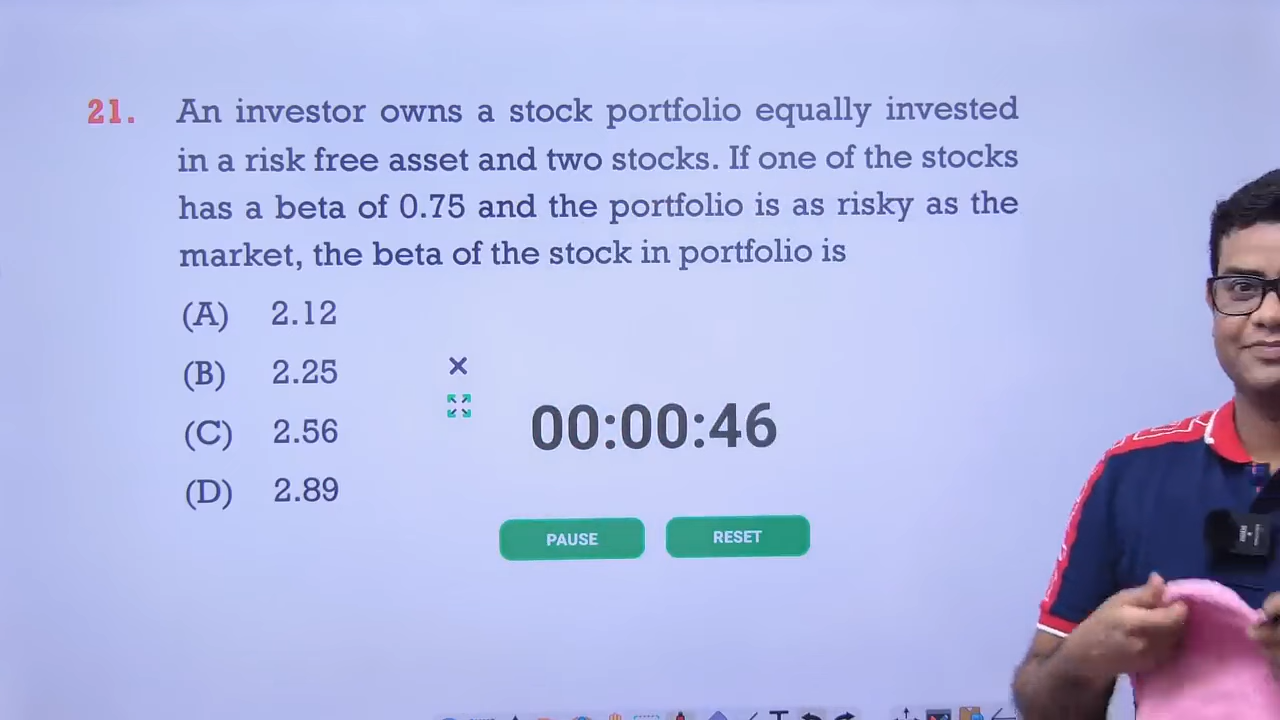 21. An investor owns a stock portfolio equally invested
in a risk free asset and two stocks. If one of the stocks
has a beta of 0.75 and the portfolio is as risky as the
market, the beta of the stock in portfolio is
(A) 2.12
(B) 2.25
(C) 2.56
(D) 2.89
00:00:46
PAUSE
RESET